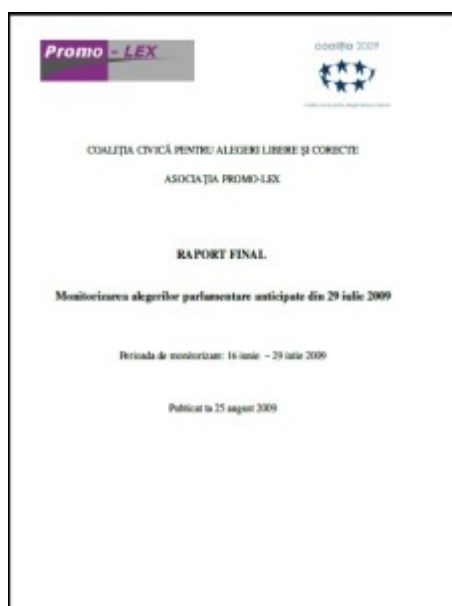 Promo - LEX
coaliția 2009
COALIȚIA CIVICĂ PENTRU ALEGERI LIBERE ȘI CORECTE
ASOCIAȚIA PROMO-LEX
RAPORT FINAL
Monitorizarea alegerilor parlamentare anticipate din 29 iulie 2009
Perioada de monitorizare: 16 iunie – 29 iulie 2009
Publicat la 25 august 2009